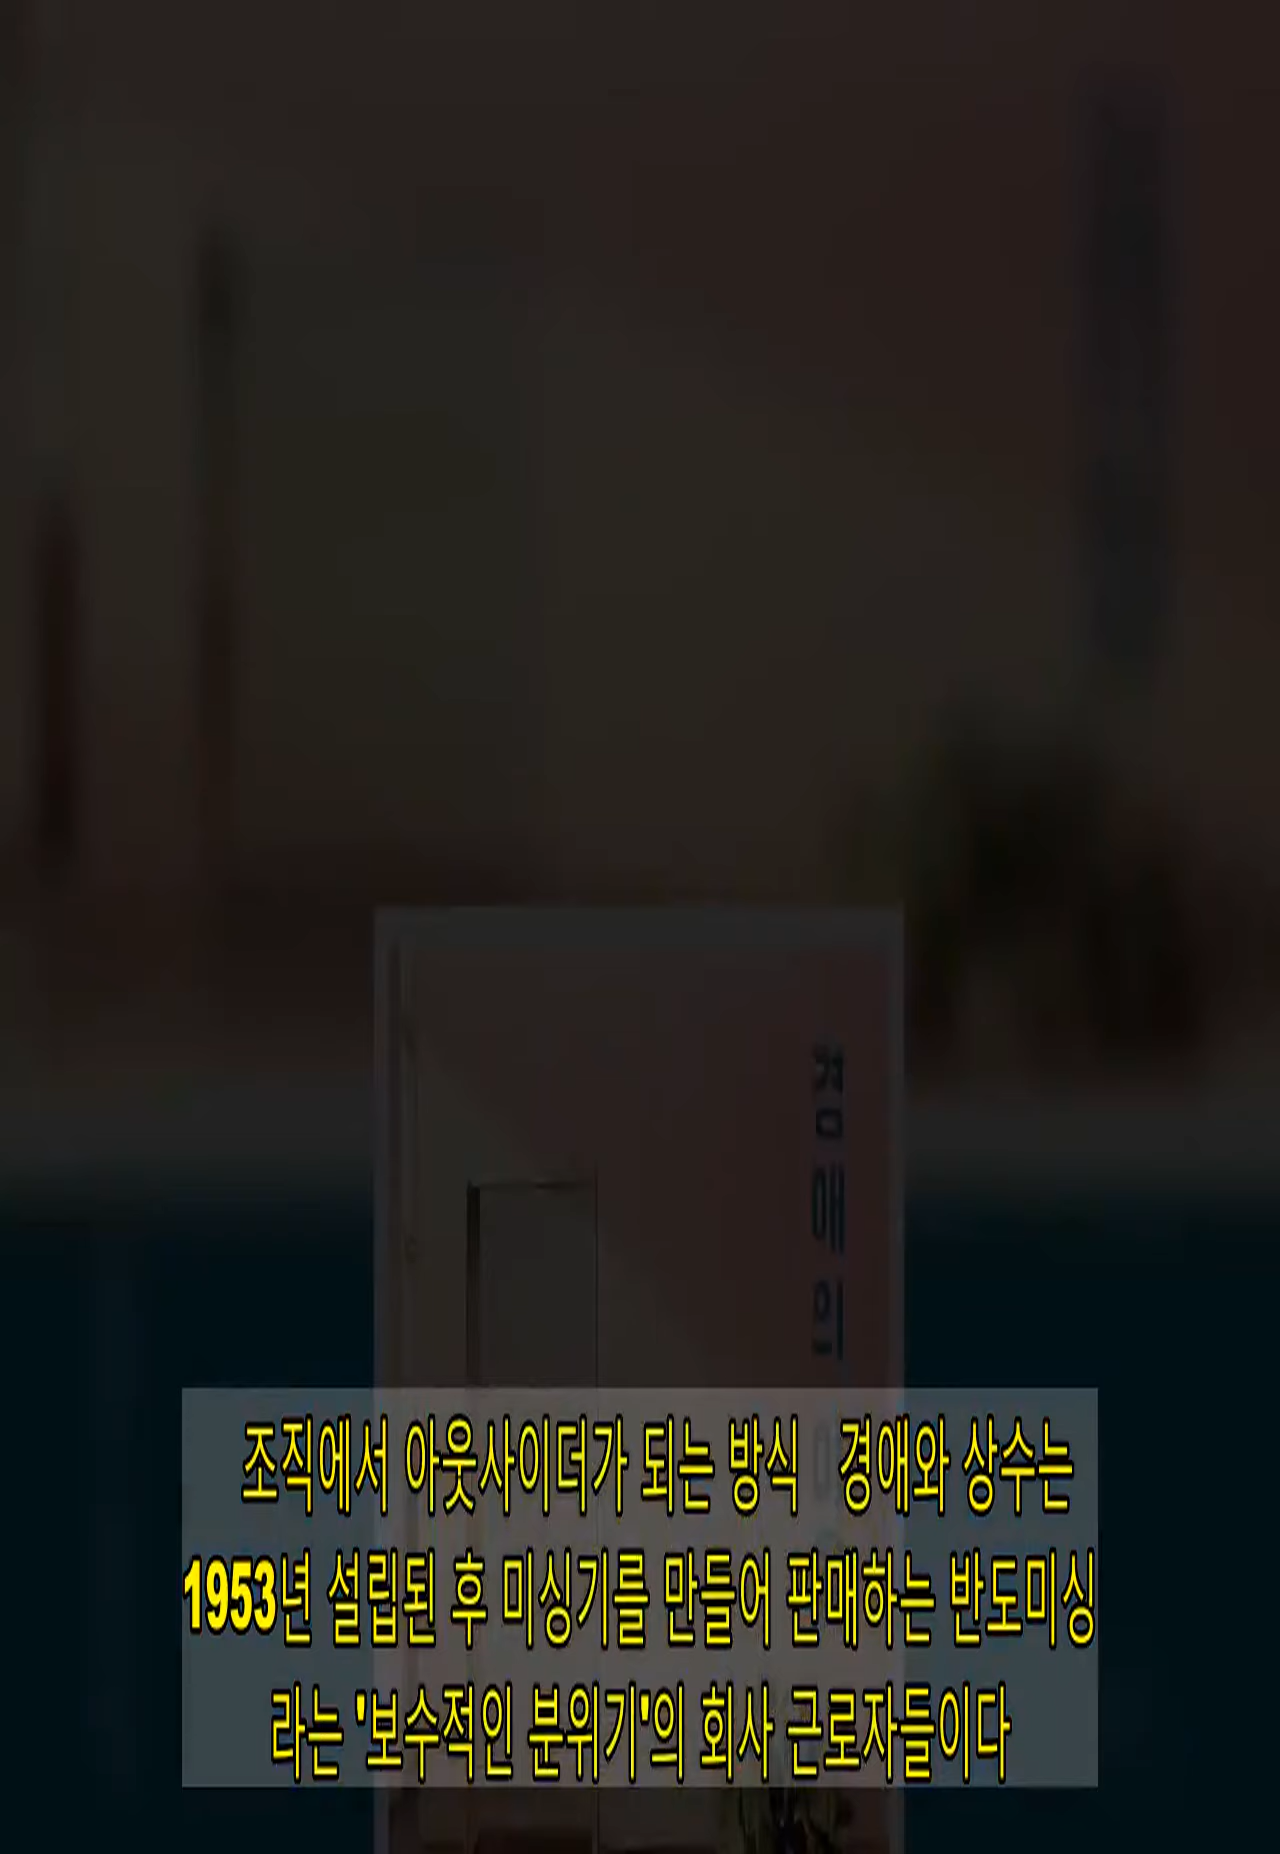 경애의
조직에서 아웃사이더가 되는 방식 경애와 상수는
1953년 설립된 후 미싱기를 만들어 판매하는 반도미싱
라는 '보수적인 분위기'의 회사 근로자들이다